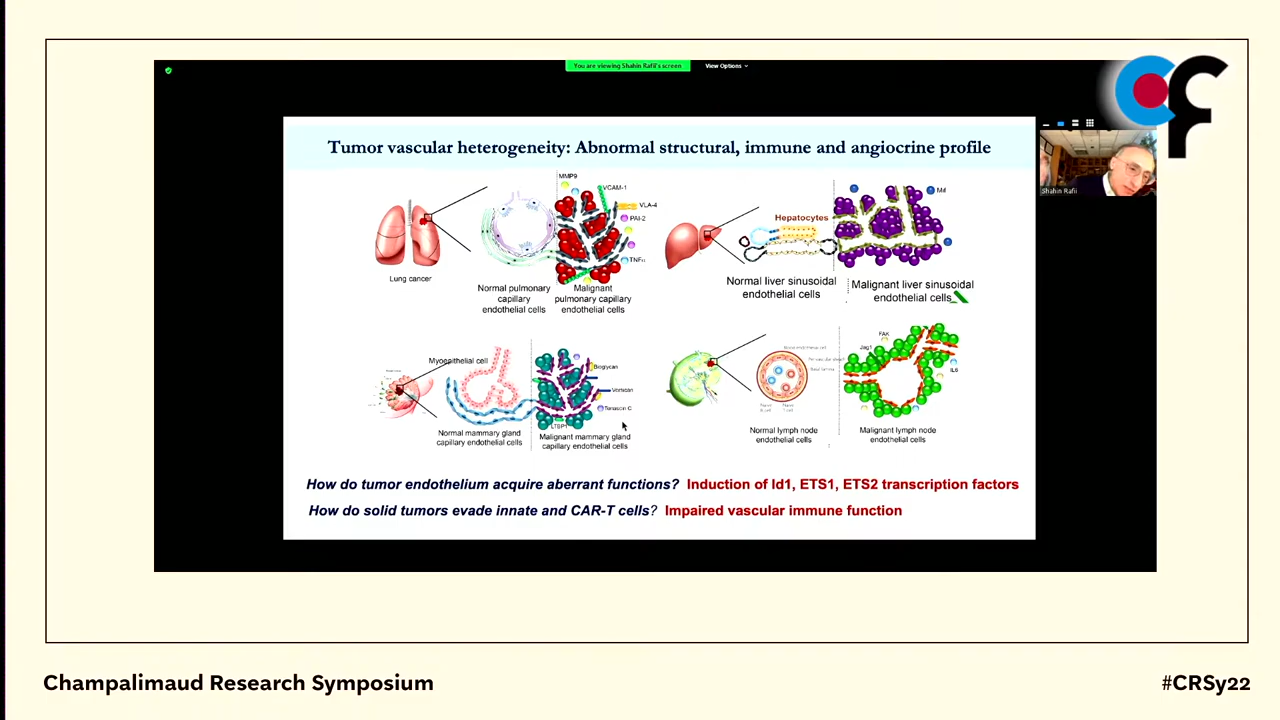 You are viewing Shahin Rafii's screen
View Options
cf
Shahin Rafii
Tumor vascular heterogeneity: Abnormal structural, immune and angiocrine profile
MMP9
VCAM-1
VLA-4
PAI-2
TNFα
Lung cancer
Normal pulmonary
capillary
endothelial cells
Malignant
pulmonary capillary
endothelial cells
Hepatocytes
Mif
Normal liver sinusoidal
endothelial cells
Malignant liver sinusoidal
endothelial cells
Myoepithelial cell
Bioglycan
Versican
Tenascin C
LTBP1
Normal mammary gland
capillary endothelial cells
Malignant mammary gland
capillary endothelial cells
FAK
Jag1
IL6
Normal lymph node
endothelial cells
Malignant lymph node
endothelial cells
How do tumor endothelium acquire aberrant functions? Induction of Id1, ETS1, ETS2 transcription factors
How do solid tumors evade innate and CAR-T cells? Impaired vascular immune function
Champalimaud Research Symposium
#CRSy22